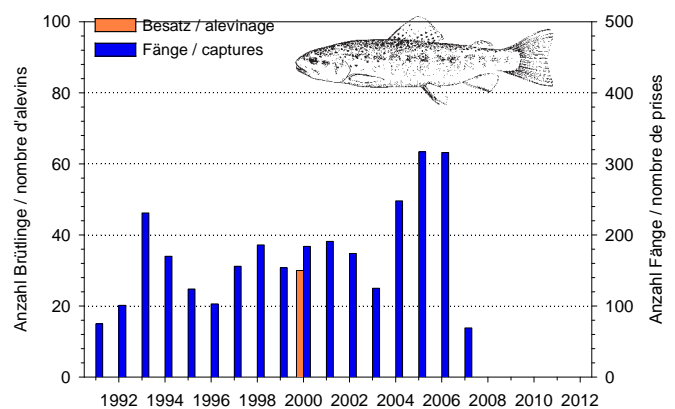 Besatz / alevinage
Fänge / captures
Anzahl Brütlinge / nombre d'alevins
100
80
60
40
20
0
500
400
300
200
100
0
Anzahl Fänge / nombre de prises
1992 1994 1996 1998 2000 2002 2004 2006 2008 2010 2012